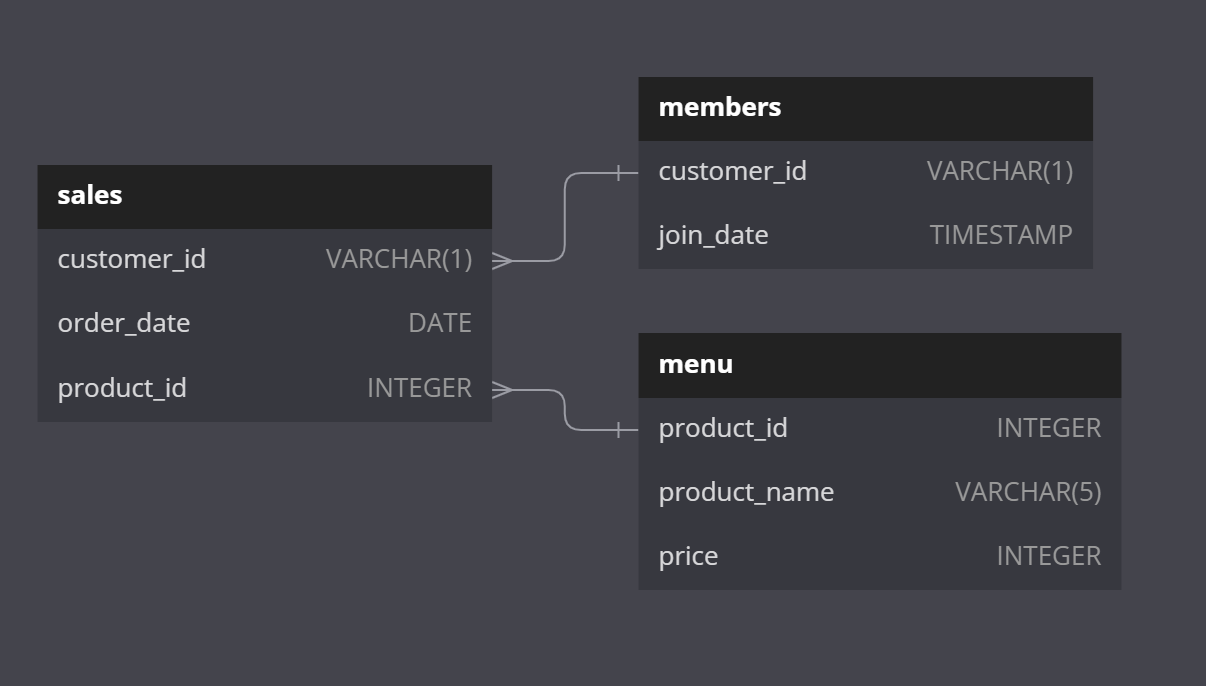 sales
customer_id VARCHAR(1)
order_date DATE
product_id INTEGER
members
customer_id VARCHAR(1)
join_date TIMESTAMP
menu
product_id INTEGER
product_name VARCHAR(5)
price INTEGER